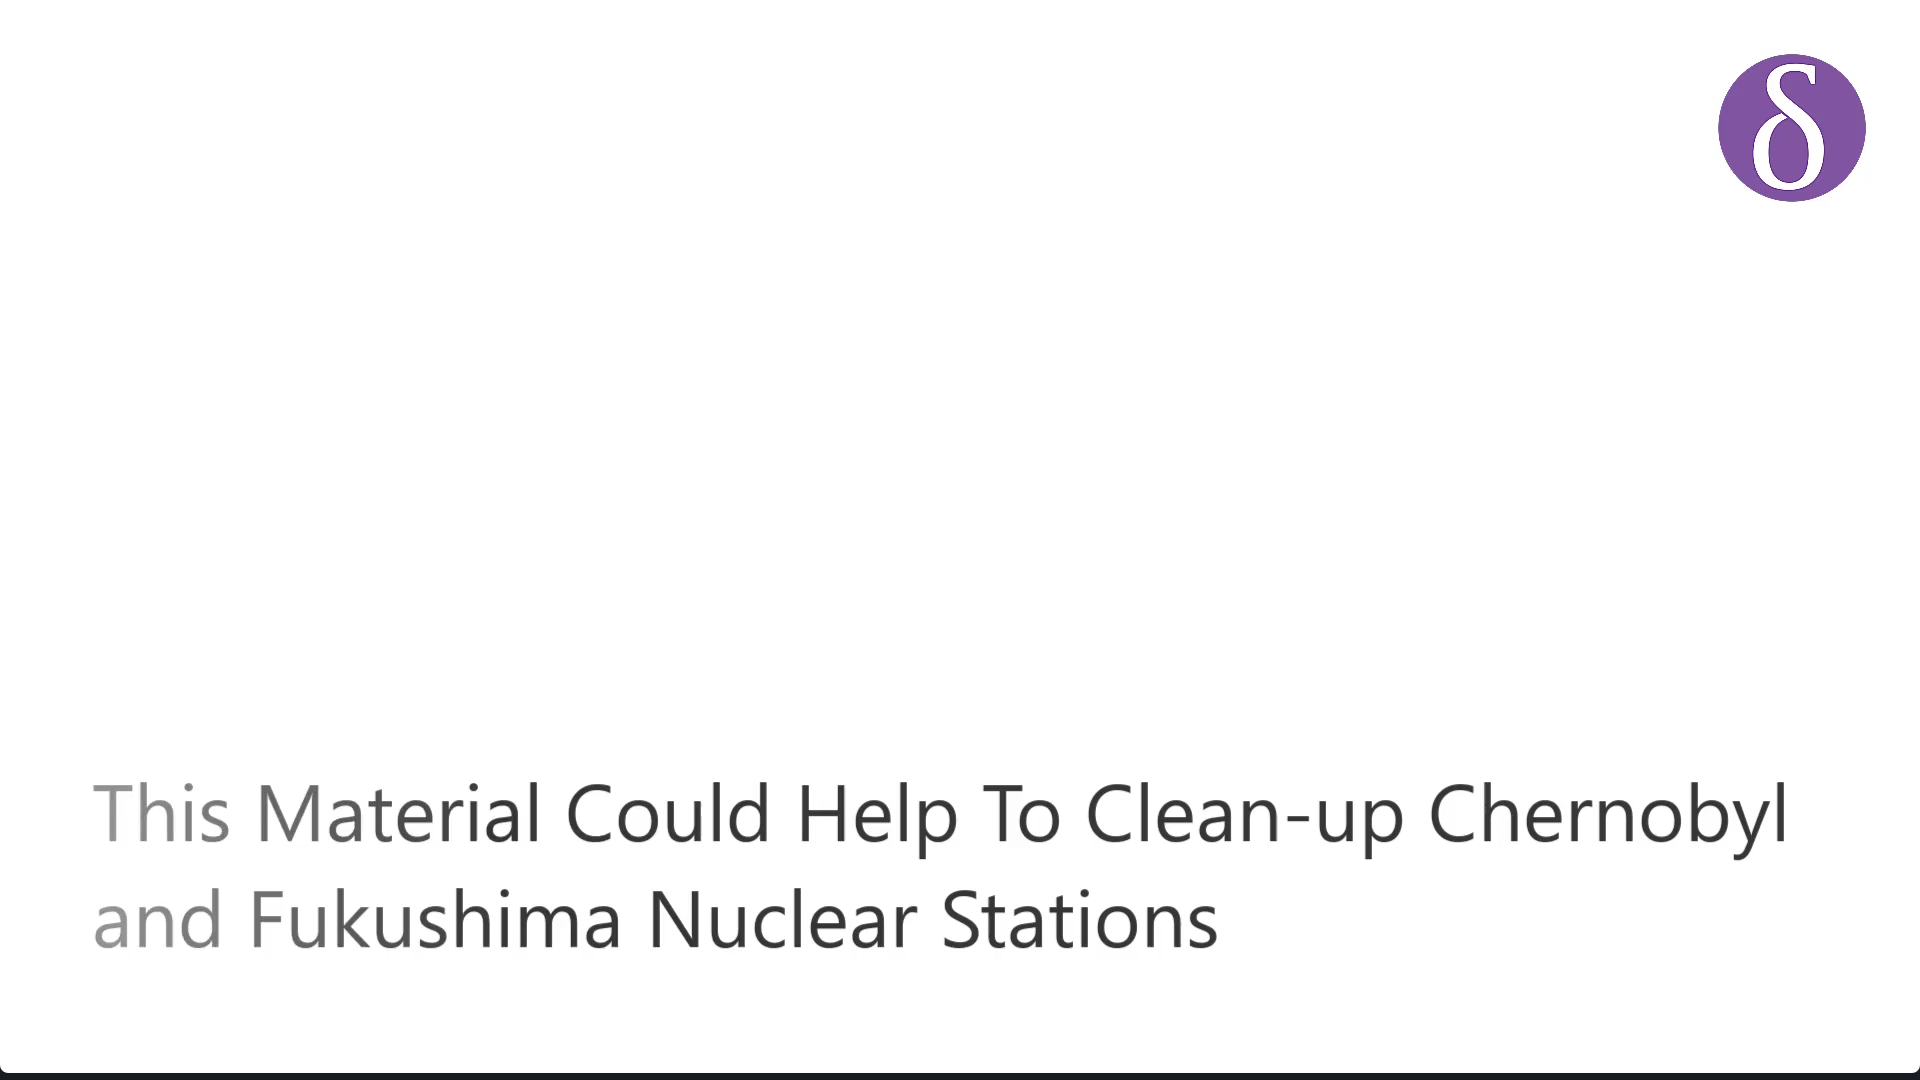 δ
This Material Could Help To Clean-up Chernobyl
and Fukushima Nuclear Stations